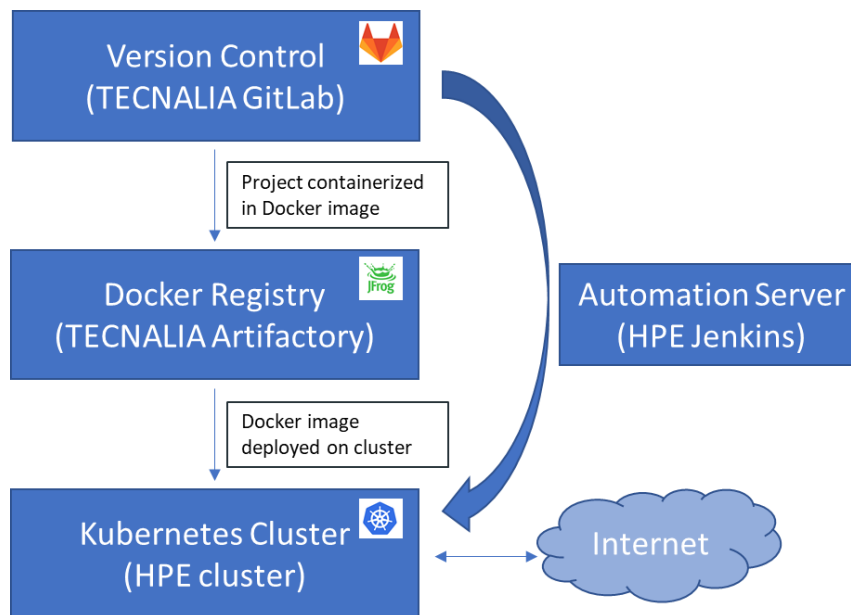 Version Control
(TECNALIA GitLab)
Project containerized
in Docker image
Docker Registry
(TECNALIA Artifactory)
JFrog
Automation Server
(HPE Jenkins)
Docker image
deployed on cluster
Kubernetes Cluster
(HPE cluster)
Internet